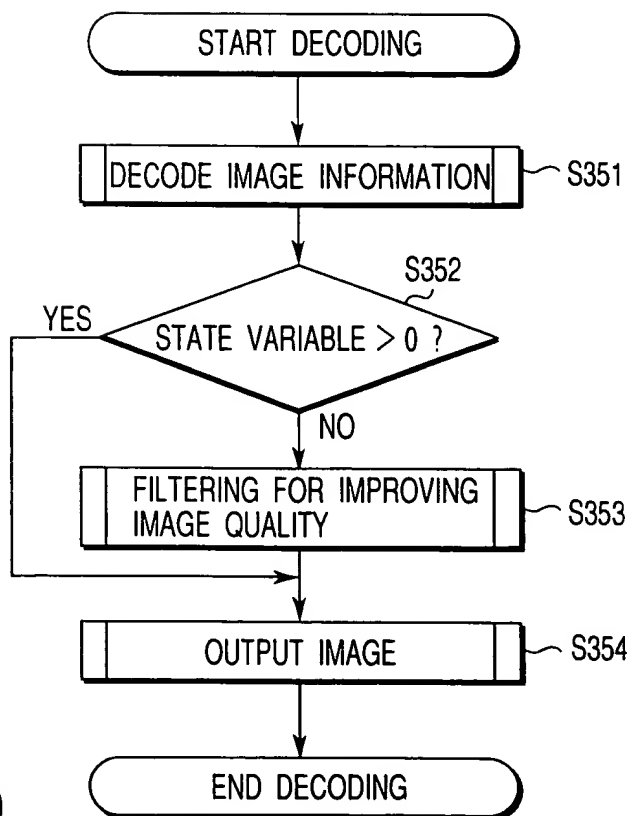 START DECODING
DECODE IMAGE INFORMATION
S351
S352
YES
STATE VARIABLE > 0 ?
NO
FILTERING FOR IMPROVING
IMAGE QUALITY
S353
OUTPUT IMAGE
S354
END DECODING